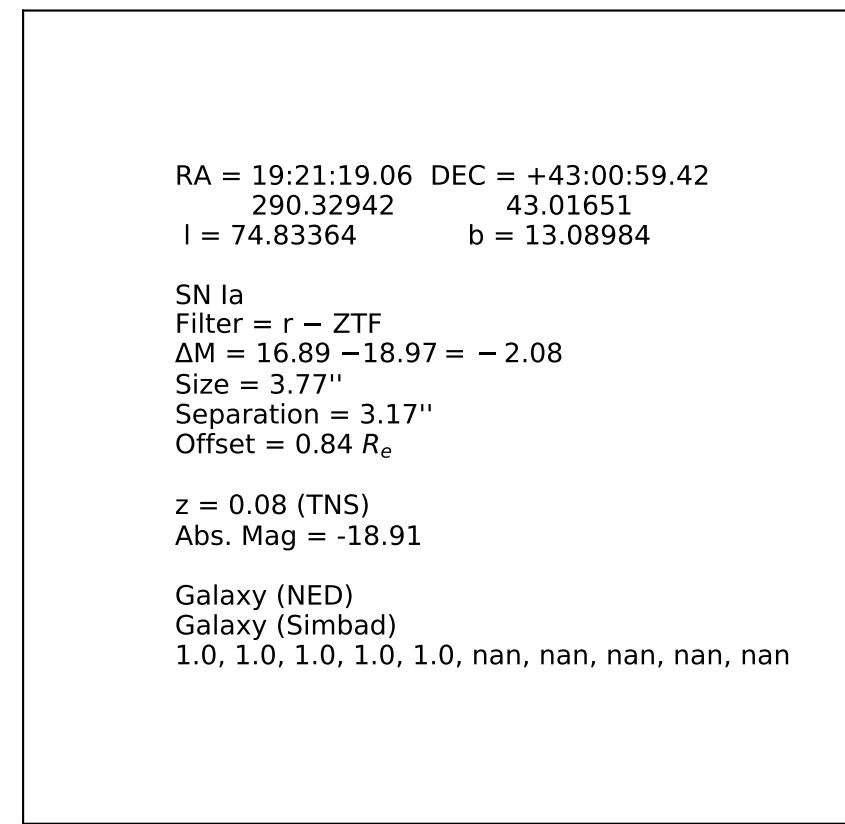 RA = 19:21:19.06 DEC = +43:00:59.42
290.32942 43.01651
l = 74.83364 b = 13.08984
SN Ia
Filter = r − ZTF
ΔM = 16.89 −18.97 = − 2.08
Size = 3.77''
Separation = 3.17''
Offset = 0.84 Rₑ
z = 0.08 (TNS)
Abs. Mag = -18.91
Galaxy (NED)
Galaxy (Simbad)
1.0, 1.0, 1.0, 1.0, 1.0, nan, nan, nan, nan, nan